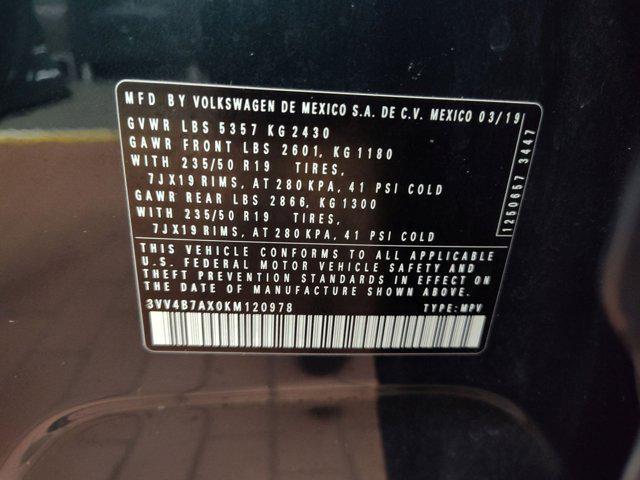 MFD BY VOLKSWAGEN DE MEXICO S.A. DE C.V. MEXICO 03/19
GVWR LBS 5357 KG 2430
GAWR FRONT LBS 2601, KG 1180
WITH 235/50 R19 TIRES,
7JX19 RIMS, AT 280 KPA, 41 PSI COLD
GAWR REAR LBS 2866, KG 1300
WITH 235/50 R19 TIRES,
7JX19 RIMS, AT 280 KPA, 41 PSI COLD
1250657 3447
THIS VEHICLE CONFORMS TO ALL APPLICABLE
U.S. FEDERAL MOTOR VEHICLE SAFETY AND
THEFT PREVENTION STANDARDS IN EFFECT ON
THE DATE OF MANUFACTURE SHOWN ABOVE
3VV4B7AX0KM120978 TYPE: MPV